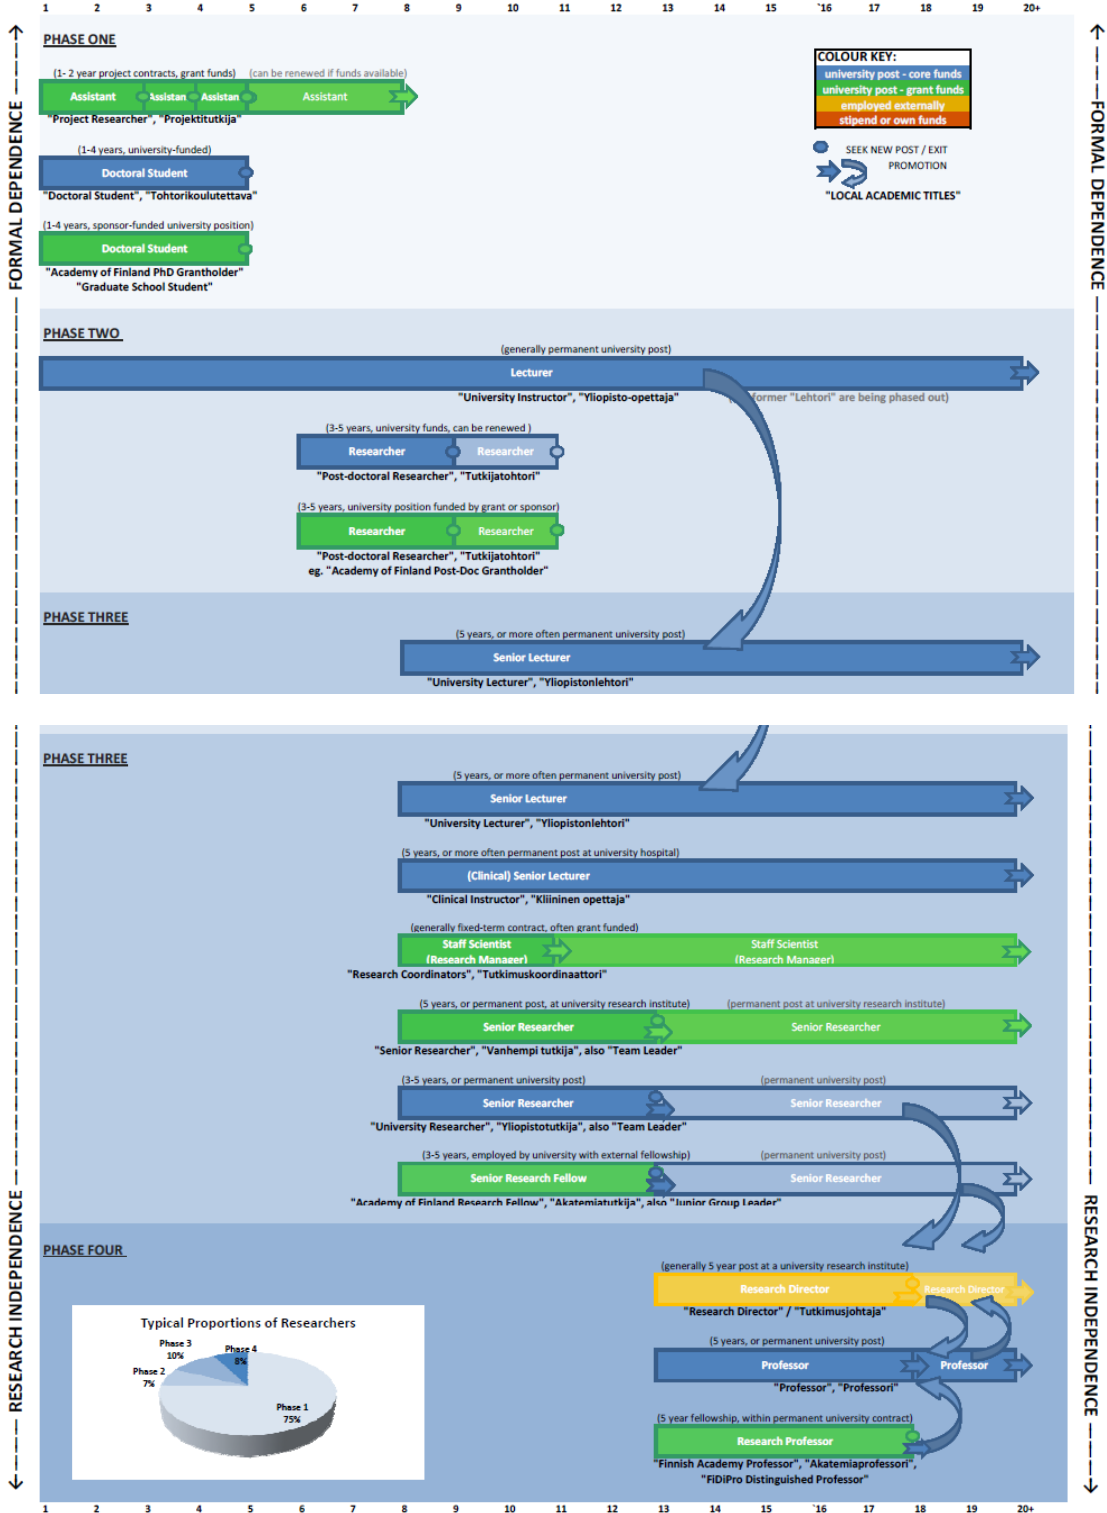 1 2 3 4 5 6 7 8 9 10 11 12 13 14 15 `16 17 18 19 20+
PHASE ONE
(1- 2 year project contracts, grant funds) (can be renewed if funds available)
Assistant Assistan Assistan Assistant
"Project Researcher", "Projektitutkija"
(1-4 years, university-funded)
Doctoral Student
"Doctoral Student", "Tohtorikoulutettava"
(1-4 years, sponsor-funded university position)
Doctoral Student
"Academy of Finland PhD Grantholder"
"Graduate School Student"
COLOUR KEY:
university post - core funds
university post - grant funds
employed externally
stipend or own funds
SEEK NEW POST / EXIT
PROMOTION
"LOCAL ACADEMIC TITLES"
FORMAL DEPENDENCE
FORMAL DEPENDENCE
PHASE TWO
(generally permanent university post)
Lecturer
"University Instructor", "Yliopisto-opettaja" former "Lehtori" are being phased out)
(3-5 years, university funds, can be renewed )
Researcher Researcher
"Post-doctoral Researcher", "Tutkijatohtori"
(3-5 years, university position funded by grant or sponsor)
Researcher Researcher
"Post-doctoral Researcher", "Tutkijatohtori"
eg. "Academy of Finland Post-Doc Grantholder"
PHASE THREE
(5 years, or more often permanent university post)
Senior Lecturer
"University Lecturer", "Yliopistonlehtori"
PHASE THREE
(5 years, or more often permanent university post)
Senior Lecturer
"University Lecturer", "Yliopistonlehtori"
(5 years, or more often permanent post at university hospital)
(Clinical) Senior Lecturer
"Clinical Instructor", "Kliininen opettaja"
(generally fixed-term contract, often grant funded)
Staff Scientist Staff Scientist
(Research Manager) (Research Manager)
"Research Coordinators", "Tutkimuskoordinaattori"
(5 years, or permanent post, at university research institute) (permanent post at university research institute)
Senior Researcher Senior Researcher
"Senior Researcher", "Vanhempi tutkija", also "Team Leader"
(3-5 years, or permanent university post) (permanent university post)
Senior Researcher Senior Researcher
"University Researcher", "Yliopistotutkija", also "Team Leader"
(3-5 years, employed by university with external fellowship) (permanent university post)
Senior Research Fellow Senior Researcher
"Academy of Finland Research Fellow", "Akatemiatutkija", also "Junior Group Leader"
RESEARCH INDEPENDENCE
RESEARCH INDEPENDENCE
PHASE FOUR
(generally 5 year post at a university research institute)
Research Director Research Director
"Research Director" / "Tutkimusjohtaja"
(5 years, or permanent university post)
Professor Professor
"Professor", "Professori"
(5 year fellowship, within permanent university contract)
Research Professor
"Finnish Academy Professor", "Akatemiaprofessori",
"FiDiPro Distinguished Professor"
Typical Proportions of Researchers
Phase 3
10%
Phase 4
8%
Phase 2
7%
Phase 1
75%
1 2 3 4 5 6 7 8 9 10 11 12 13 14 15 `16 17 18 19 20+